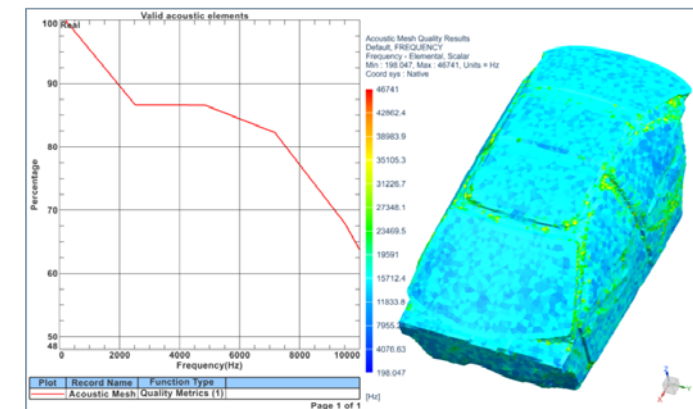 Valid acoustic elements
Real
100
90
80
70
60
50
48
Percentage
0 2000 4000 6000 8000 10000
Frequency(Hz)
Plot Record Name Function Type
Acoustic Mesh Quality Metrics (1)
Page 1 of 1
Acoustic Mesh Quality Results
Default, FREQUENCY
Frequency - Elemental, Scalar
Min : 198.047, Max : 46741, Units = Hz
Coord sys : Native
46741
42862.4
38983.9
35105.3
31226.7
27348.1
23469.5
19591
15712.4
11833.8
7955.2
4076.63
198.047
[Hz]
Z
Y
X